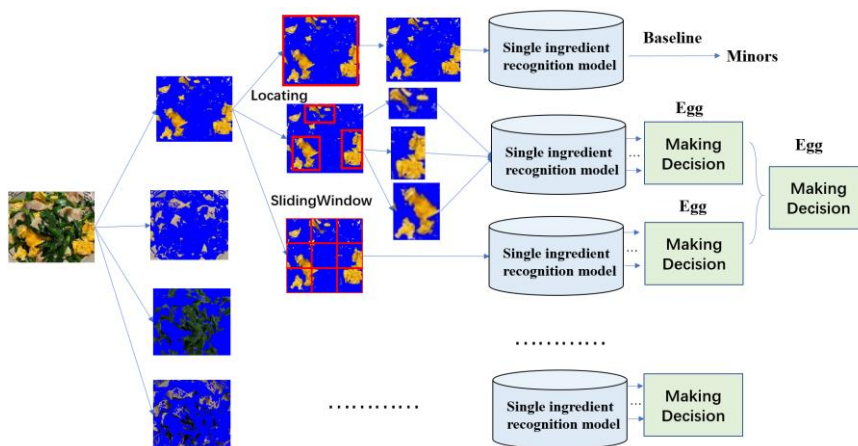 Single ingredient
recognition model
Baseline
Minors
Locating
Egg
Single ingredient
recognition model
...
Making
Decision
Egg
Making
Decision
SlidingWindow
Egg
Single ingredient
recognition model
...
Making
Decision
............
............
Single ingredient
recognition model
...
Making
Decision